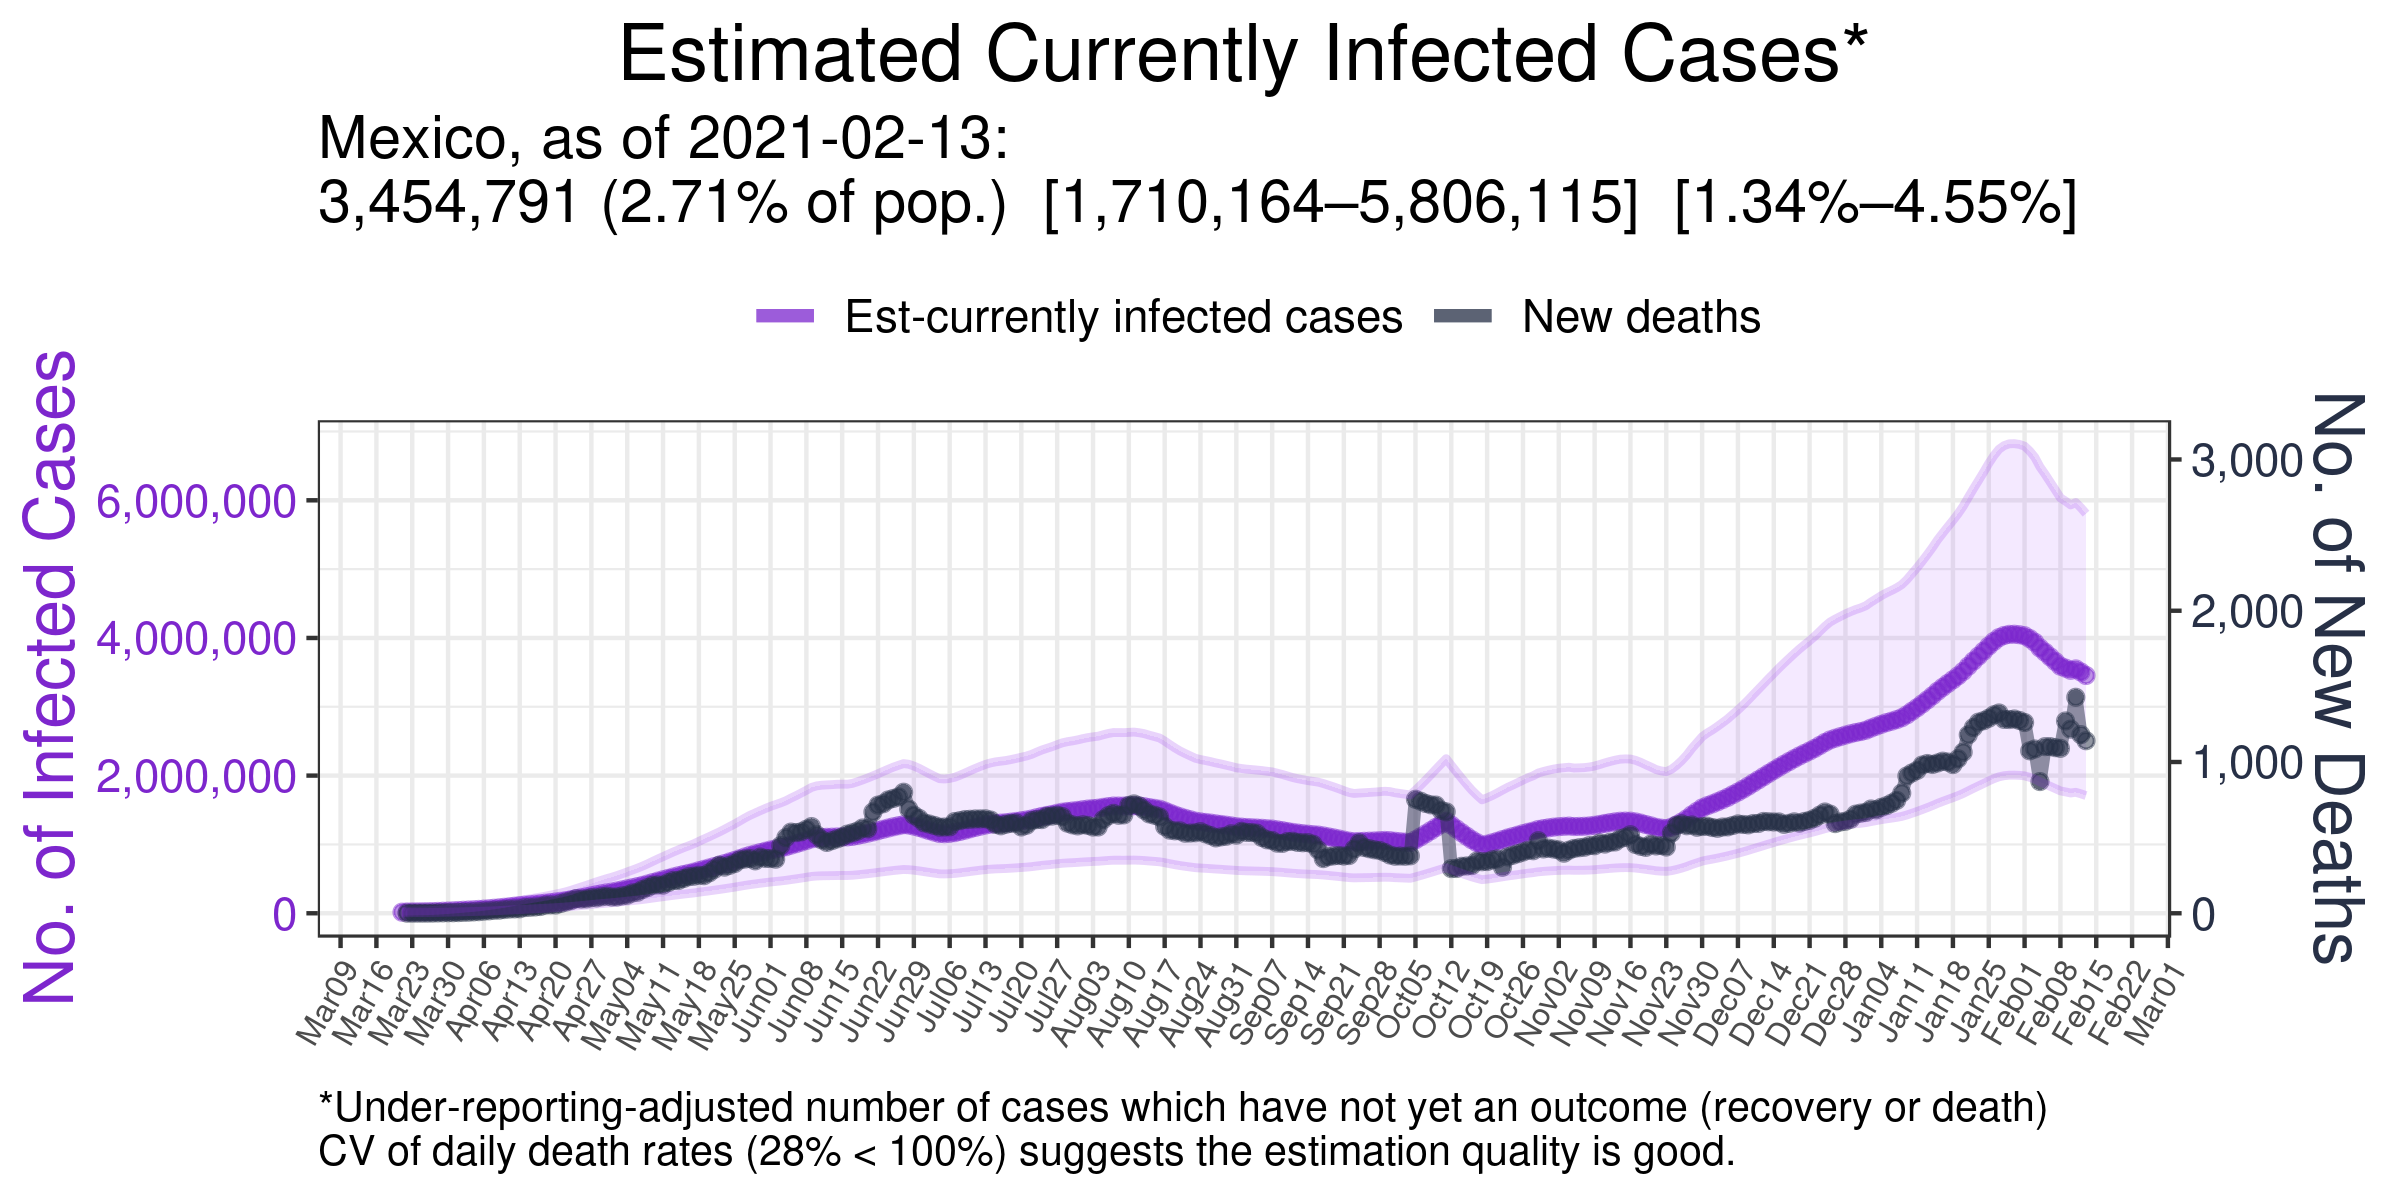 Estimated Currently Infected Cases*
Mexico, as of 2021-02-13:
3,454,791 (2.71% of pop.) [1,710,164–5,806,115] [1.34%–4.55%]
Est-currently infected cases New deaths
No. of Infected Cases
6,000,000
4,000,000
2,000,000
0
3,000
2,000
1,000
0
No. of New Deaths
Mar09 Mar16 Mar23 Mar30 Apr06 Apr13 Apr20 Apr27 May04 May11 May18 May25 Jun01 Jun08 Jun15 Jun22 Jun29 Jul06 Jul13 Jul20 Jul27 Aug03 Aug10 Aug17 Aug24 Aug31 Sep07 Sep14 Sep21 Sep28 Oct05 Oct12 Oct19 Oct26 Nov02 Nov09 Nov16 Nov23 Nov30 Dec07 Dec14 Dec21 Dec28 Jan04 Jan11 Jan18 Jan25 Feb01 Feb08 Feb15 Feb22 Mar01
*Under-reporting-adjusted number of cases which have not yet an outcome (recovery or death)
CV of daily death rates (28% < 100%) suggests the estimation quality is good.